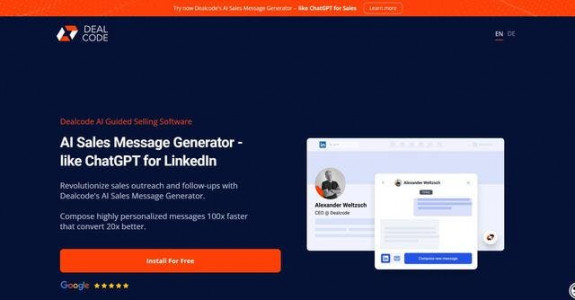 Try now Dealcode's AI Sales Message Generator – like ChatGPT for Sales
Learn more
DEAL
CODE
EN DE
Dealcode AI Guided Selling Software
AI Sales Message Generator -
like ChatGPT for LinkedIn
Revolutionize sales outreach and follow-ups with
Dealcode's AI Sales Message Generator.
Compose highly personalized messages 100x faster
that convert 20x better.
Install For Free
Google
Alexander Weltzsch
CEO @ Dealcode
Alexander Weltzsch
Compose new message